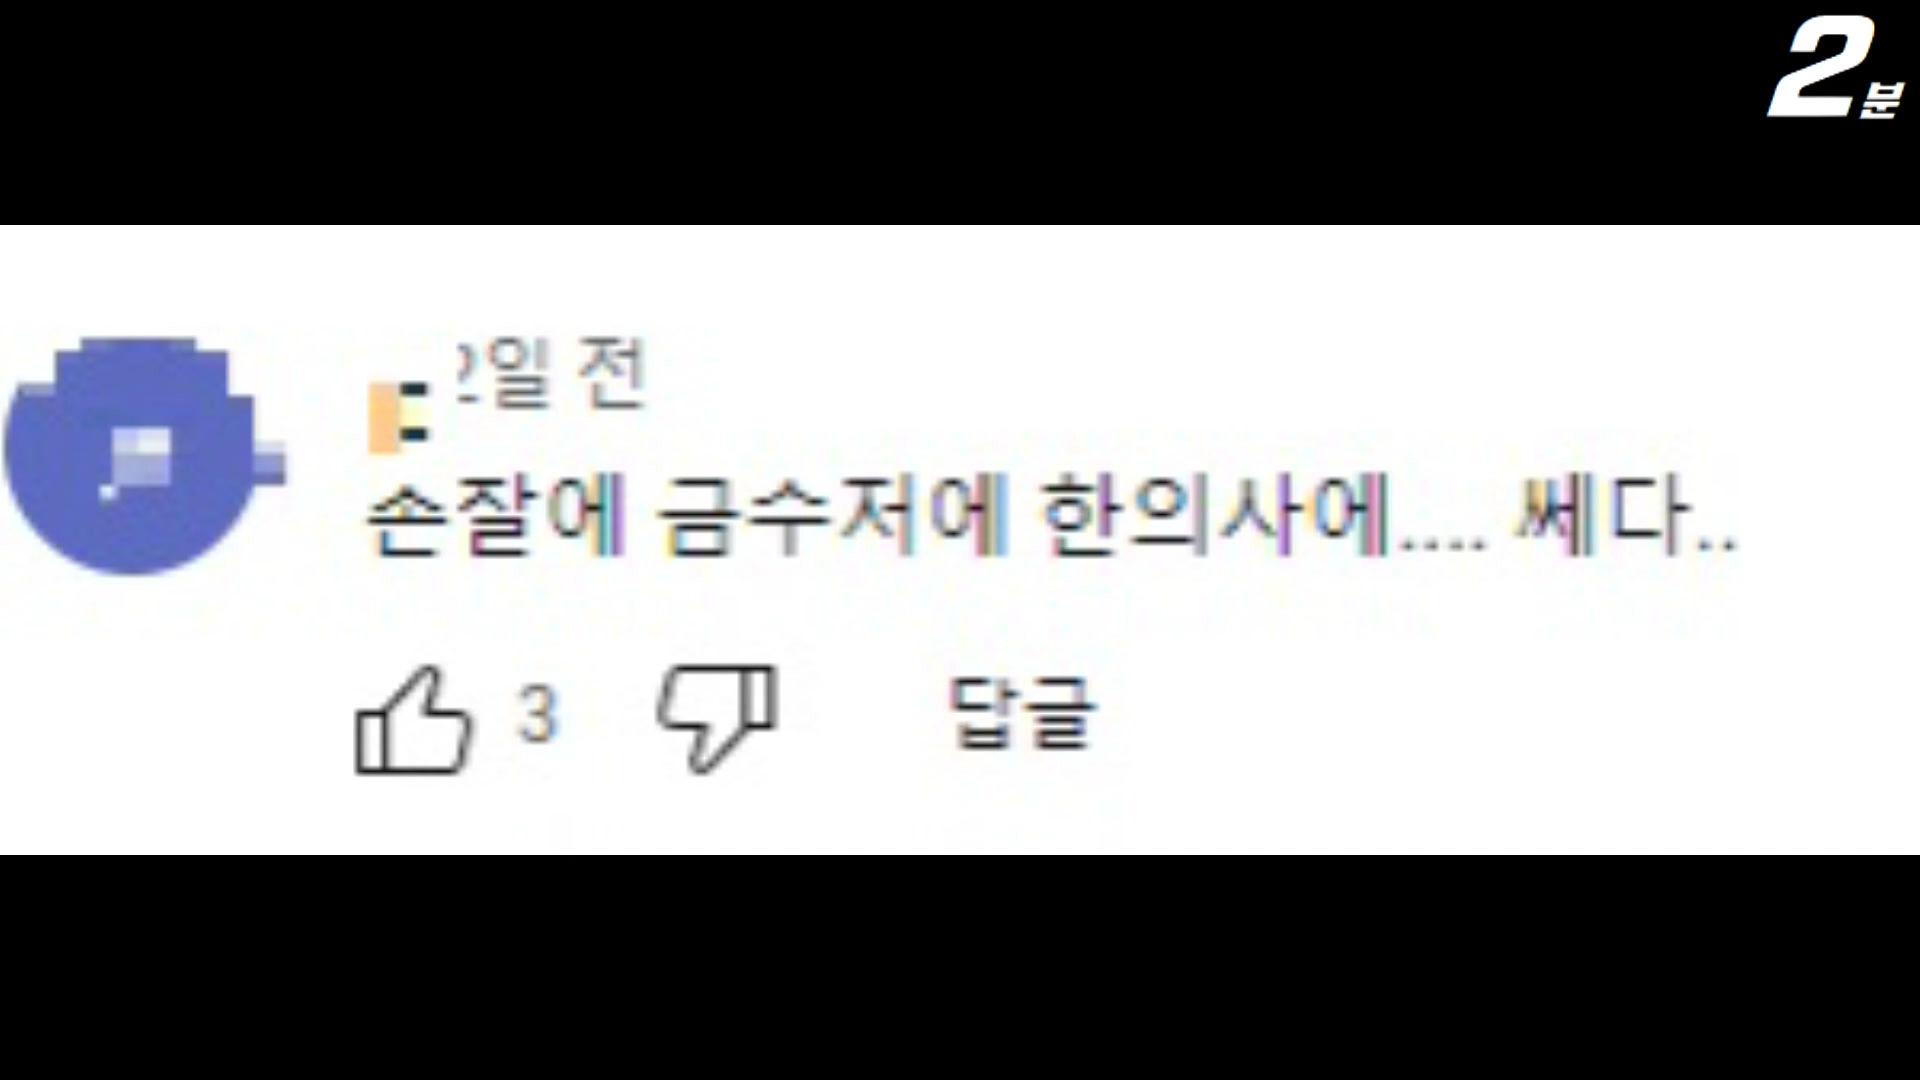 2분
2일 전
손잘에 금수저에 한의사에.... 쎄다..
3 답글